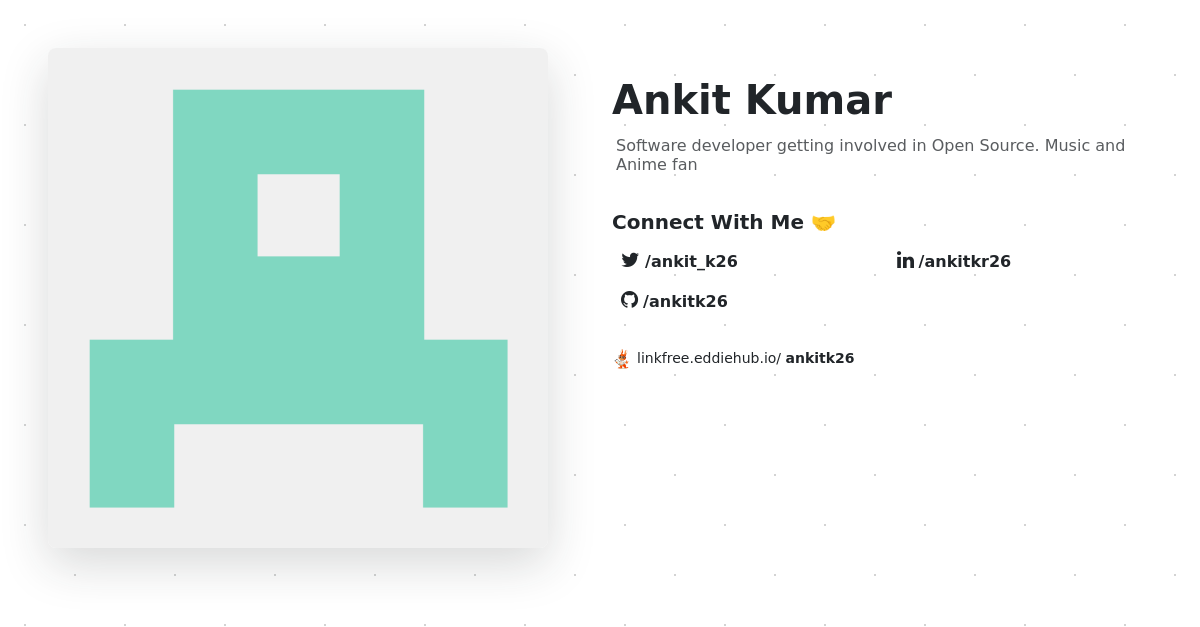 Ankit Kumar
Software developer getting involved in Open Source. Music and
Anime fan
Connect With Me 🤝
/ankit_k26
/ankitkr26
/ankitk26
linkfree.eddiehub.io/ ankitk26